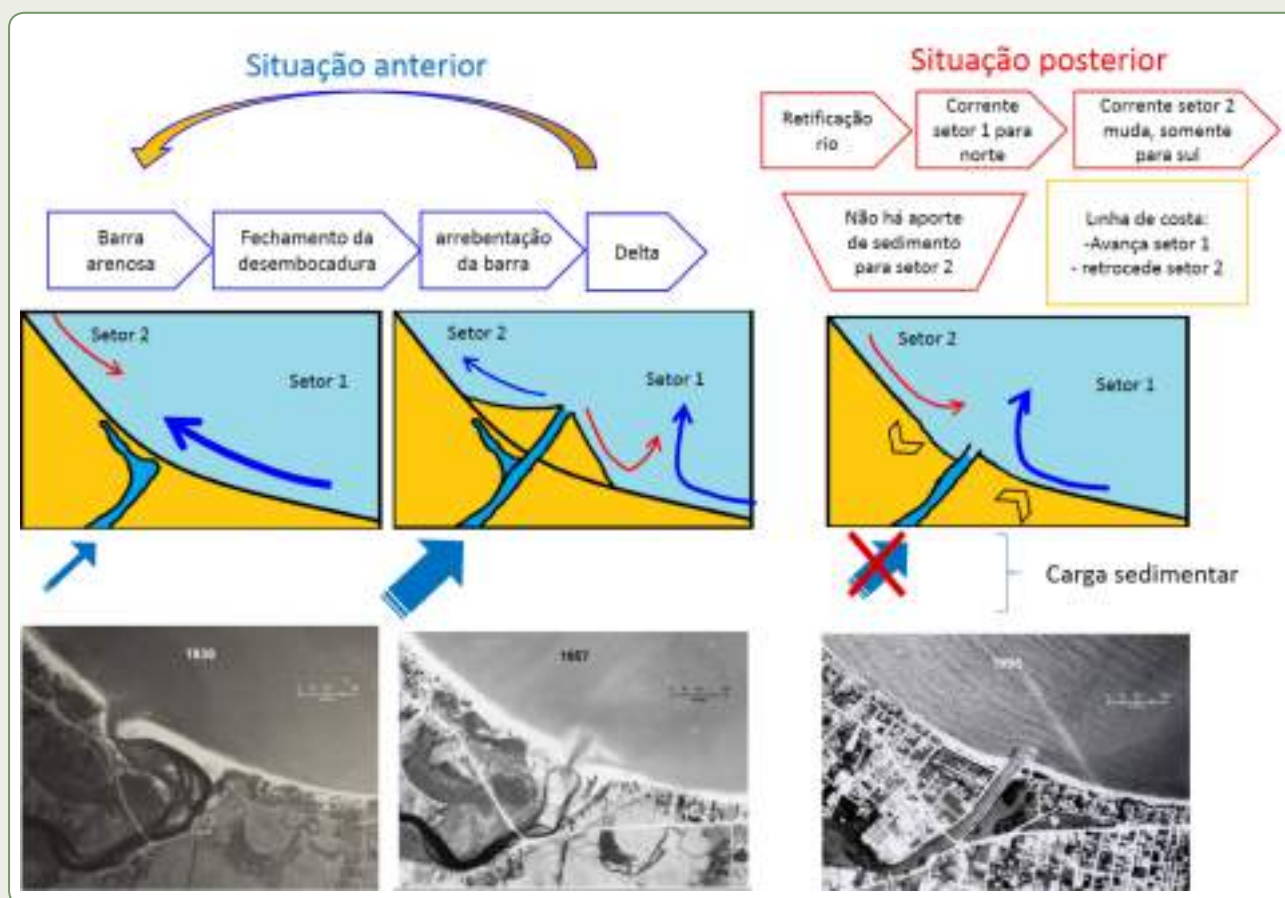 Situação anterior
Situação posterior
Retificação
rio
Corrente
setor 1 para
norte
Corrente setor 2
muda, somente
para sul
Barra
arenosa
Fechamento da
desembocadura
arrebentação
da barra
Delta
Não há aporte
de sedimento
para setor 2
Linha de costa:
-Avança setor 1
- retrocede setor 2
Setor 2
Setor 1
Setor 2
Setor 1
Setor 2
Setor 1
Carga sedimentar
1957